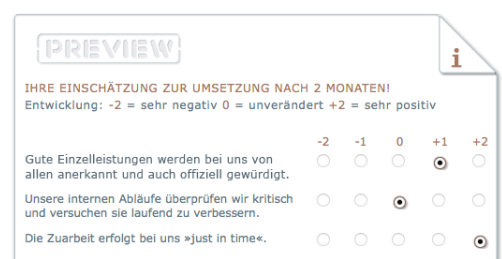 PREVIEW
i
IHRE EINSCHÄTZUNG ZUR UMSETZUNG NACH 2 MONATEN!
Entwicklung: -2 = sehr negativ 0 = unverändert +2 = sehr positiv
-2 -1 0 +1 +2
Gute Einzelleistungen werden bei uns von
allen anerkannt und auch offiziell gewürdigt.
Unsere internen Abläufe überprüfen wir kritisch
und versuchen sie laufend zu verbessern.
Die Zuarbeit erfolgt bei uns »just in time«.